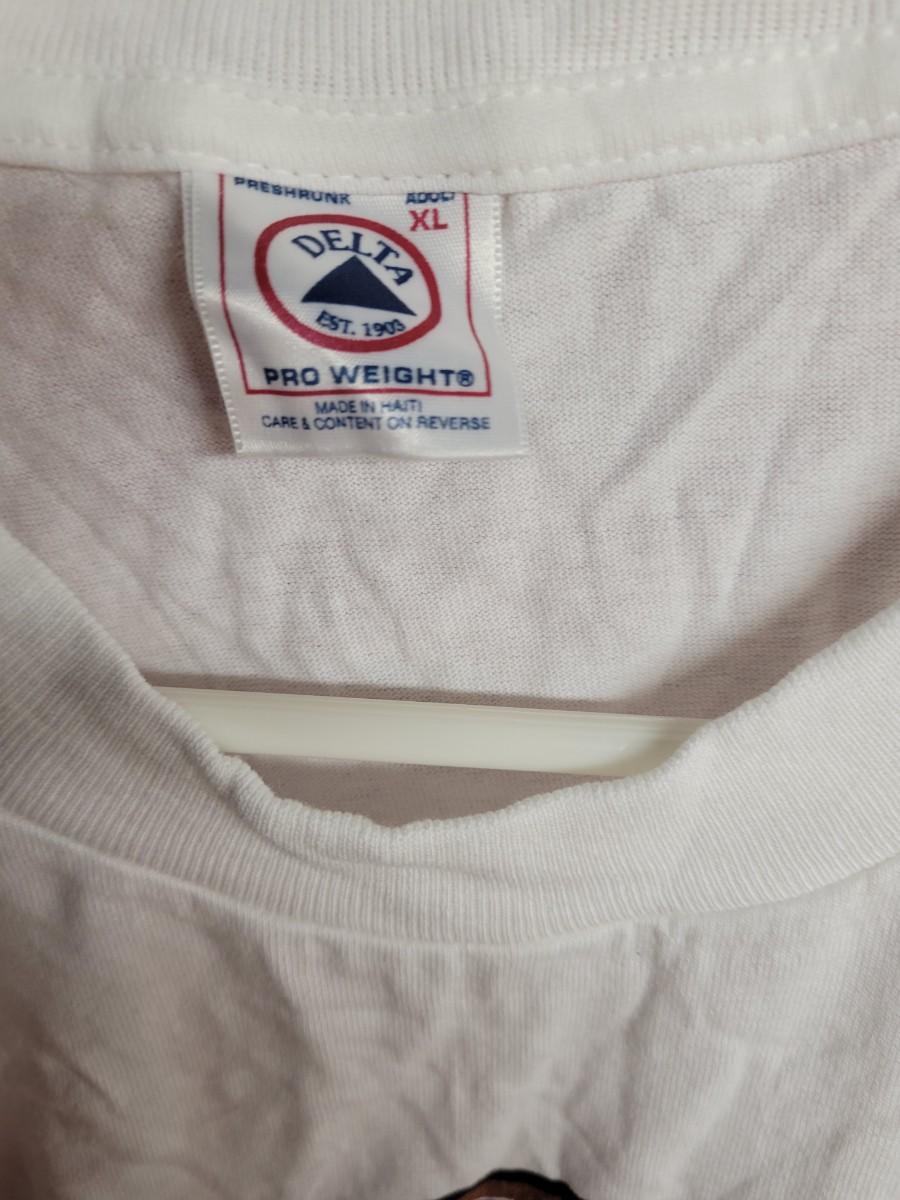 PRESHRUNK ADULT
XL
DELTA
EST. 1903
PRO WEIGHT®
MADE IN HAITI
CARE & CONTENT ON REVERSE